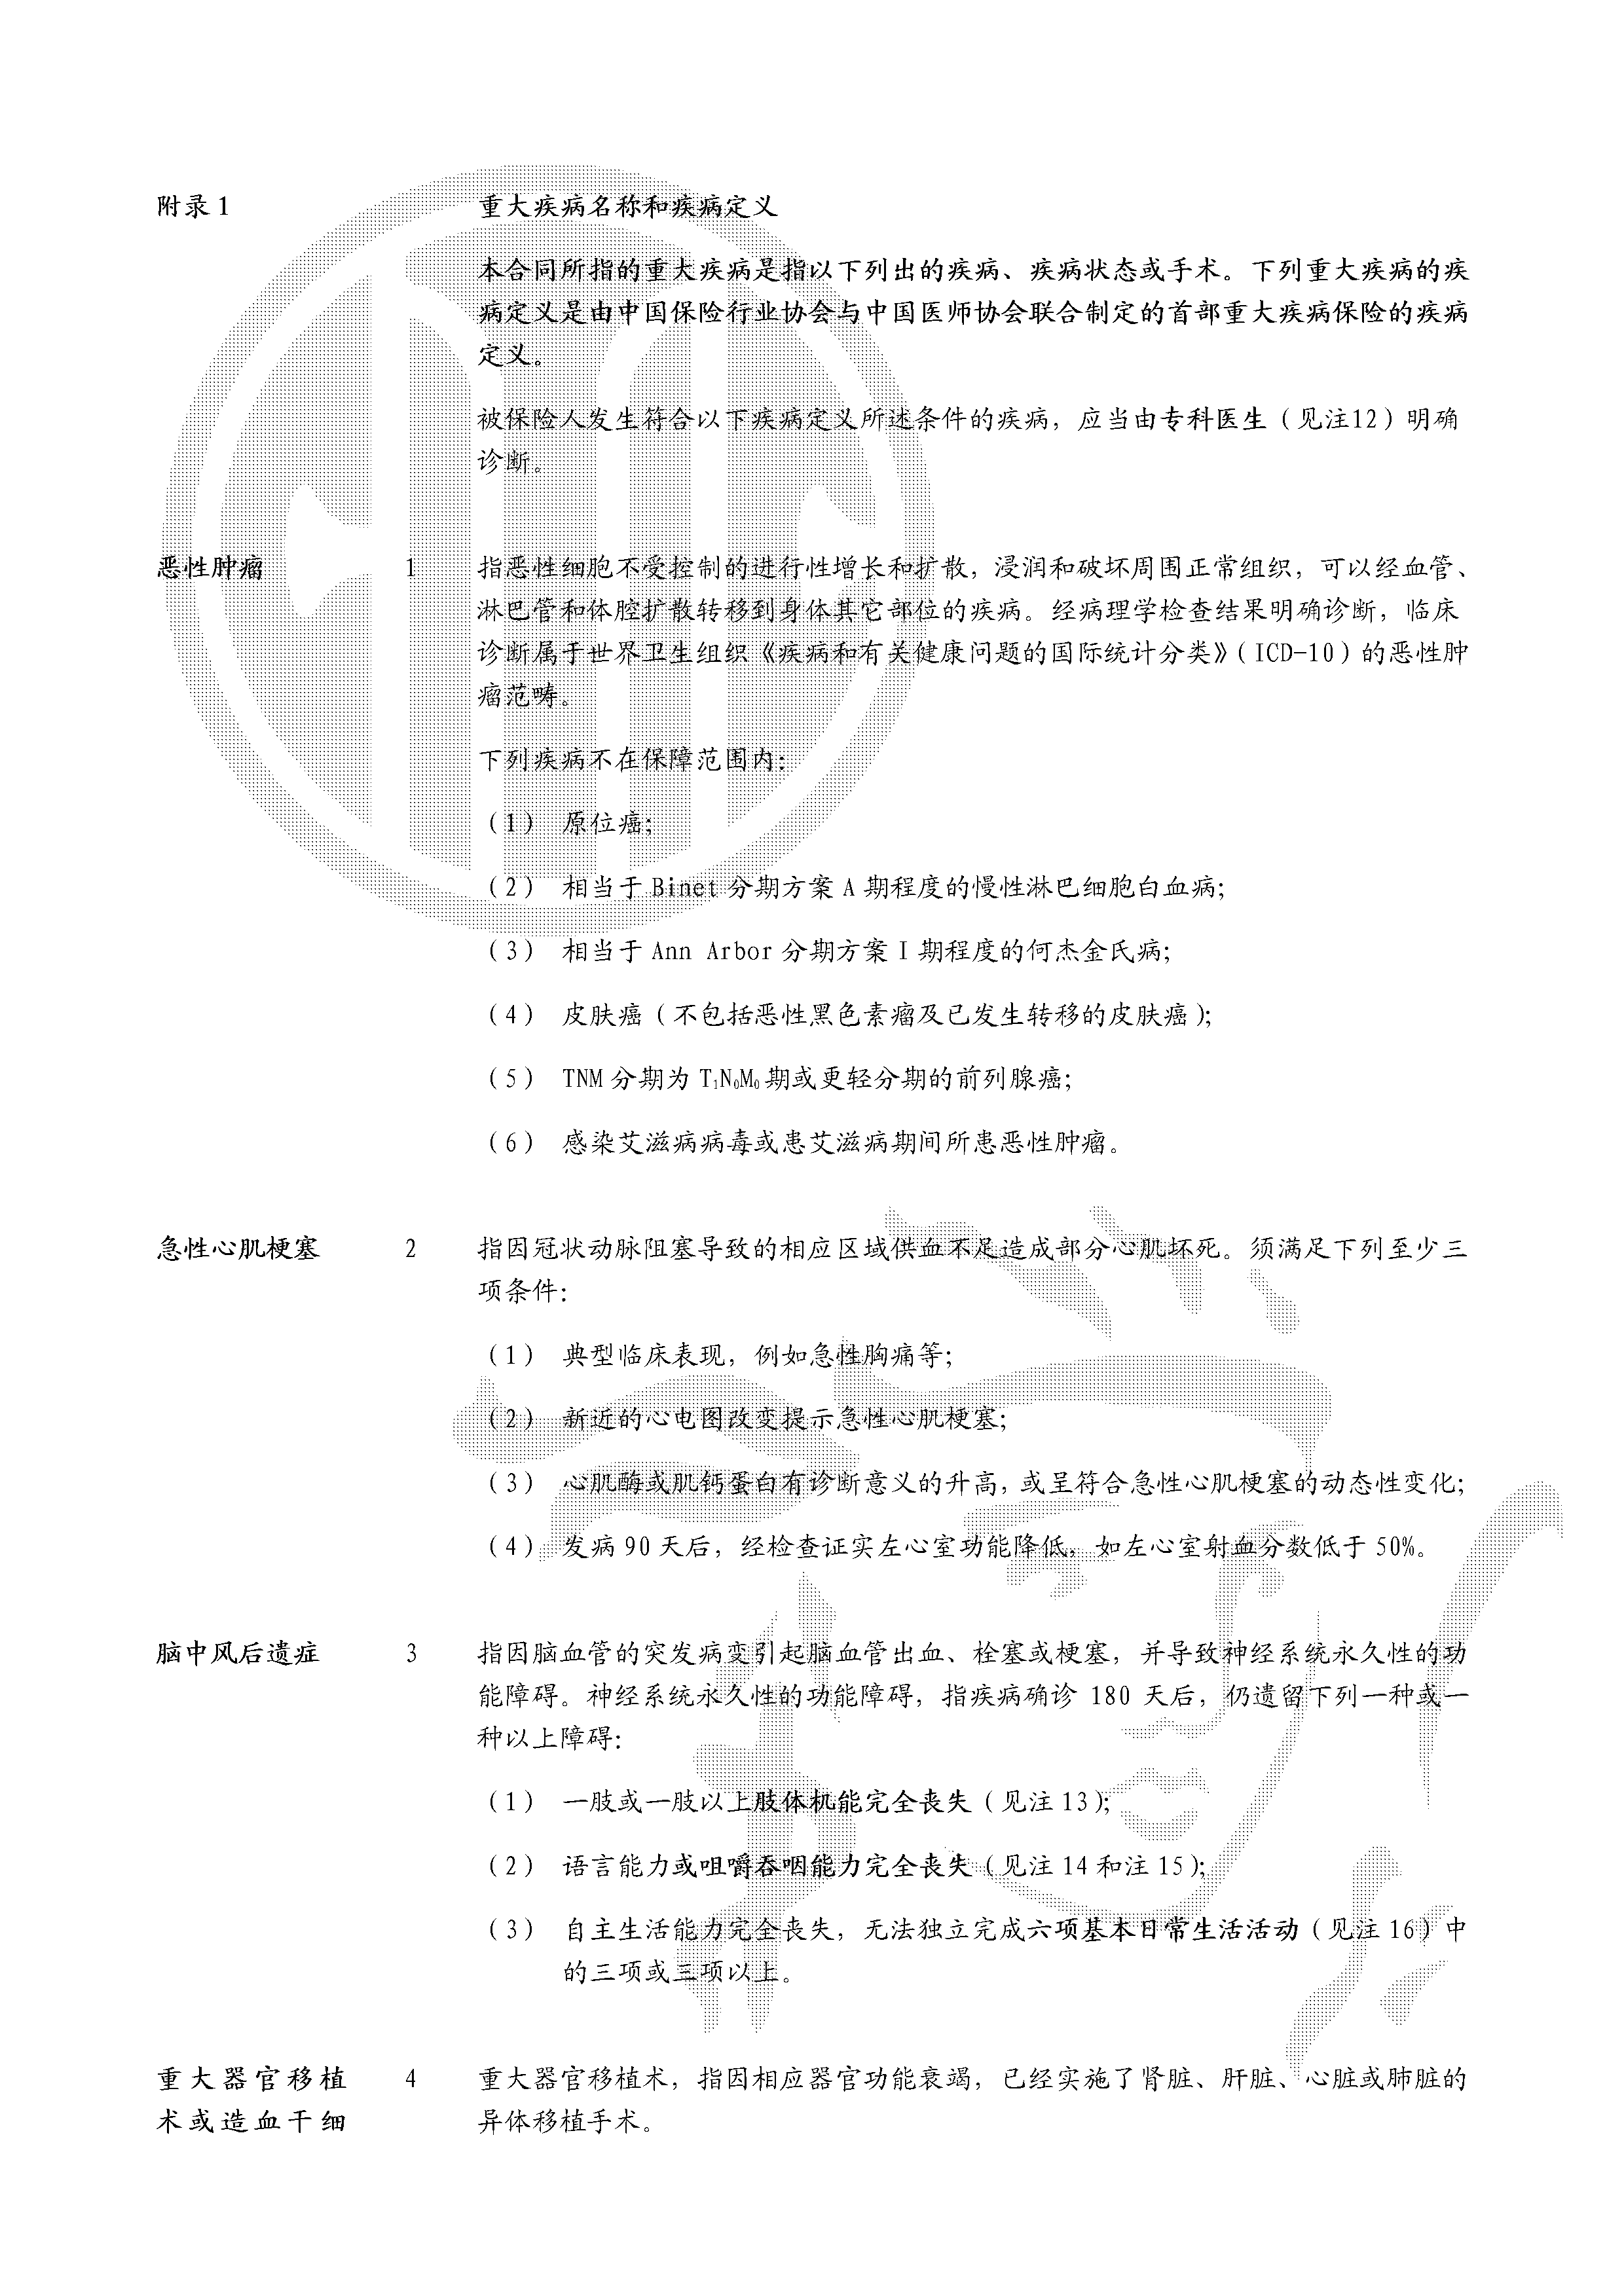 附录1 重大疾病名称和疾病定义
本合同所指的重大疾病是指以下列出的疾病、疾病状态或手术。下列重大疾病的疾
病定义是由中国保险行业协会与中国医师协会联合制定的首部重大疾病保险的疾病
定义。
被保险人发生符合以下疾病定义所述条件的疾病，应当由专科医生（见注12）明确
诊断。
恶性肿瘤 1 指恶性细胞不受控制的进行性增长和扩散，浸润和破坏周围正常组织，可以经血管、
淋巴管和体腔扩散转移到身体其它部位的疾病。经病理学检查结果明确诊断，临床
诊断属于世界卫生组织《疾病和有关健康问题的国际统计分类》（ICD-10）的恶性肿
瘤范畴。
下列疾病不在保障范围内：
（1） 原位癌；
（2） 相当于 Binet 分期方案 A 期程度的慢性淋巴细胞白血病；
（3） 相当于 Ann Arbor 分期方案 I 期程度的何杰金氏病；
（4） 皮肤癌（不包括恶性黑色素瘤及已发生转移的皮肤癌）；
（5） TNM 分期为 T₁N₀M₀ 期或更轻分期的前列腺癌；
（6） 感染艾滋病病毒或患艾滋病期间所患恶性肿瘤。
急性心肌梗塞 2 指因冠状动脉阻塞导致的相应区域供血不足造成部分心肌坏死。须满足下列至少三
项条件：
（1） 典型临床表现，例如急性胸痛等；
（2） 新近的心电图改变提示急性心肌梗塞；
（3） 心肌酶或肌钙蛋白有诊断意义的升高，或呈符合急性心肌梗塞的动态性变化；
（4） 发病 90 天后，经检查证实左心室功能降低，如左心室射血分数低于 50%。
脑中风后遗症 3 指因脑血管的突发病变引起脑血管出血、栓塞或梗塞，并导致神经系统永久性的功
能障碍。神经系统永久性的功能障碍，指疾病确诊 180 天后，仍遗留下列一种或一
种以上障碍：
（1） 一肢或一肢以上肢体机能完全丧失（见注 13）；
（2） 语言能力或咀嚼吞咽能力完全丧失（见注 14 和注 15）；
（3） 自主生活能力完全丧失，无法独立完成六项基本日常生活活动（见注 16）中
的三项或三项以上。
重大器官移植 4 重大器官移植术，指因相应器官功能衰竭，已经实施了肾脏、肝脏、心脏或肺脏的
术或造血干细 异体移植手术。